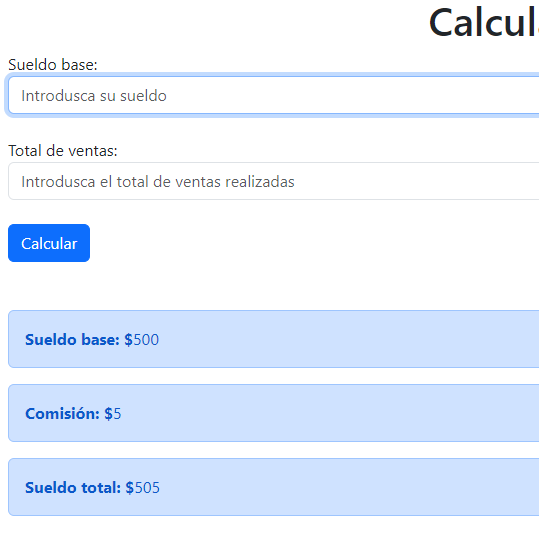 Calcul
Sueldo base:
Introdusca su sueldo
Total de ventas:
Introdusca el total de ventas realizadas
Calcular
Sueldo base: $500
Comisión: $5
Sueldo total: $505